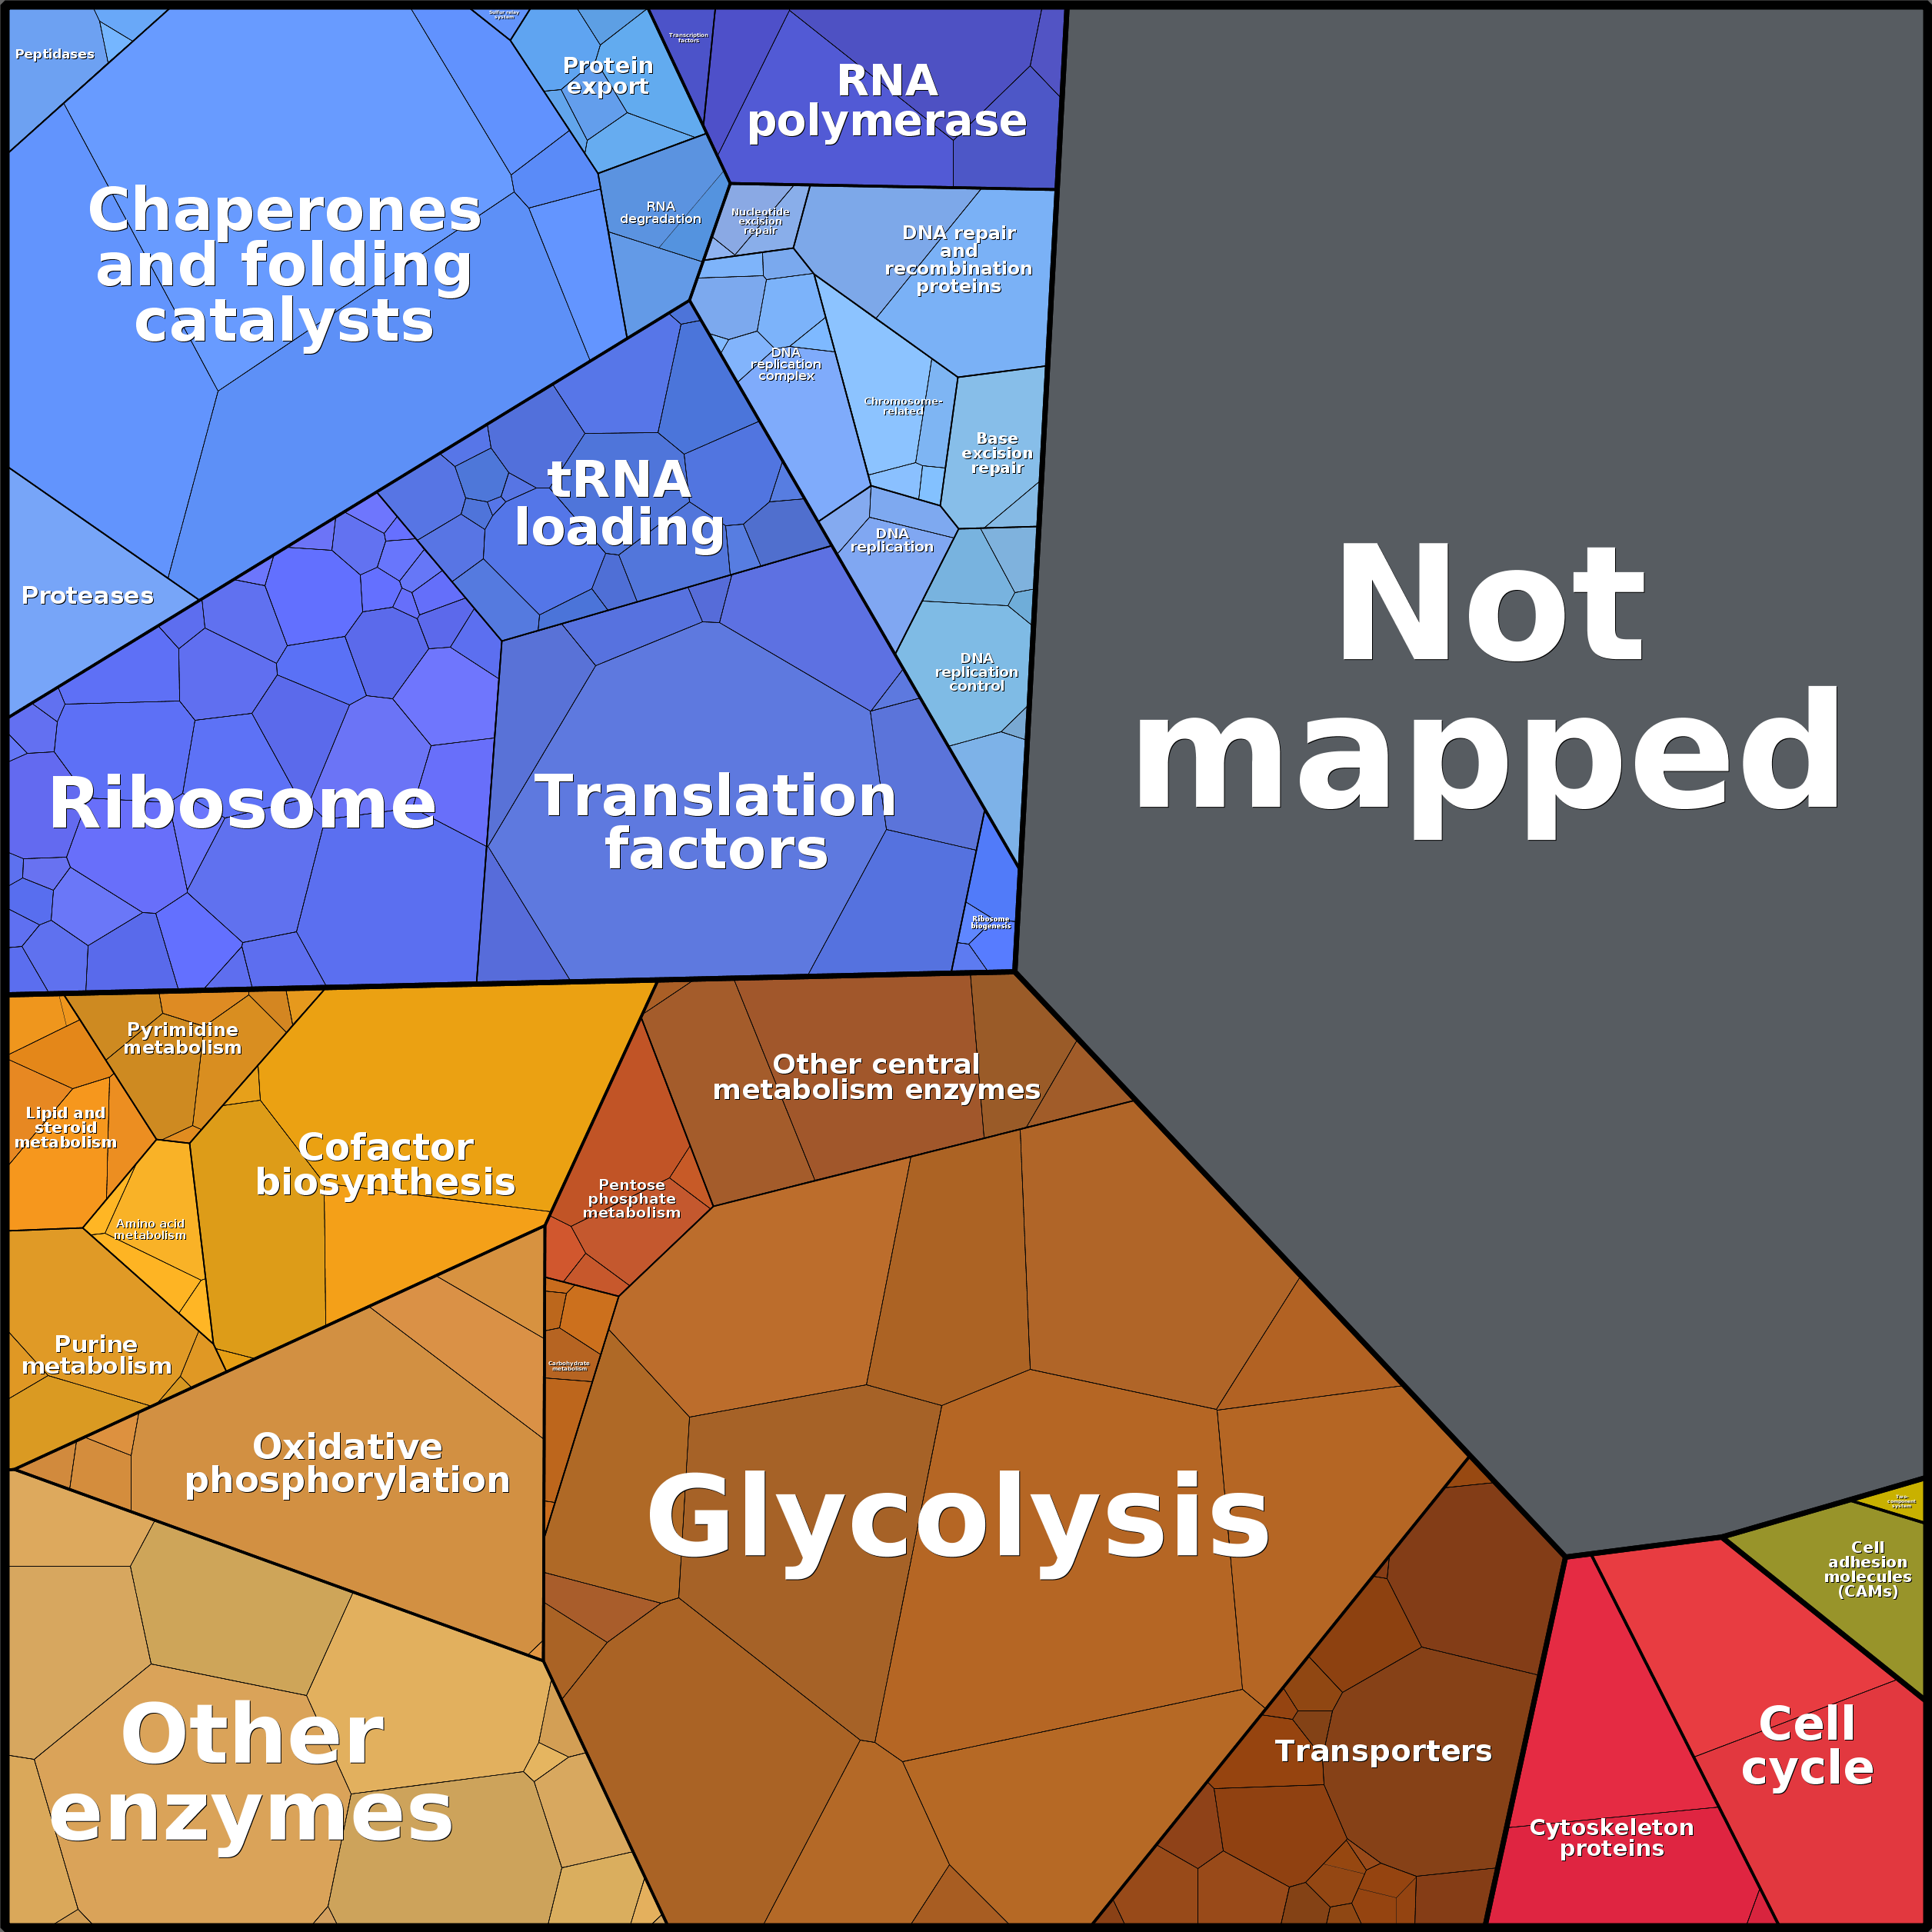 Peptidases
Chaperones
and folding
catalysts
Proteases
Protein
export
RNA
degradation
Transcription
factors
RNA
polymerase
Nucleotide
excision
repair
DNA repair
and
recombination
proteins
DNA
replication
complex
Chromosome-
related
Base
excision
repair
DNA
replication
DNA
replication
control
tRNA
loading
Ribosome
Translation
factors
Ribosome
biogenesis
Not
mapped
Pyrimidine
metabolism
Lipid and
steroid
metabolism
Amino acid
metabolism
Cofactor
biosynthesis
Purine
metabolism
Oxidative
phosphorylation
Other central
metabolism enzymes
Pentose
phosphate
metabolism
Carbohydrate
metabolism
Glycolysis
Other
enzymes
Transporters
Cytoskeleton
proteins
Cell
cycle
Cell
adhesion
molecules
(CAMs)
Two-
component
system